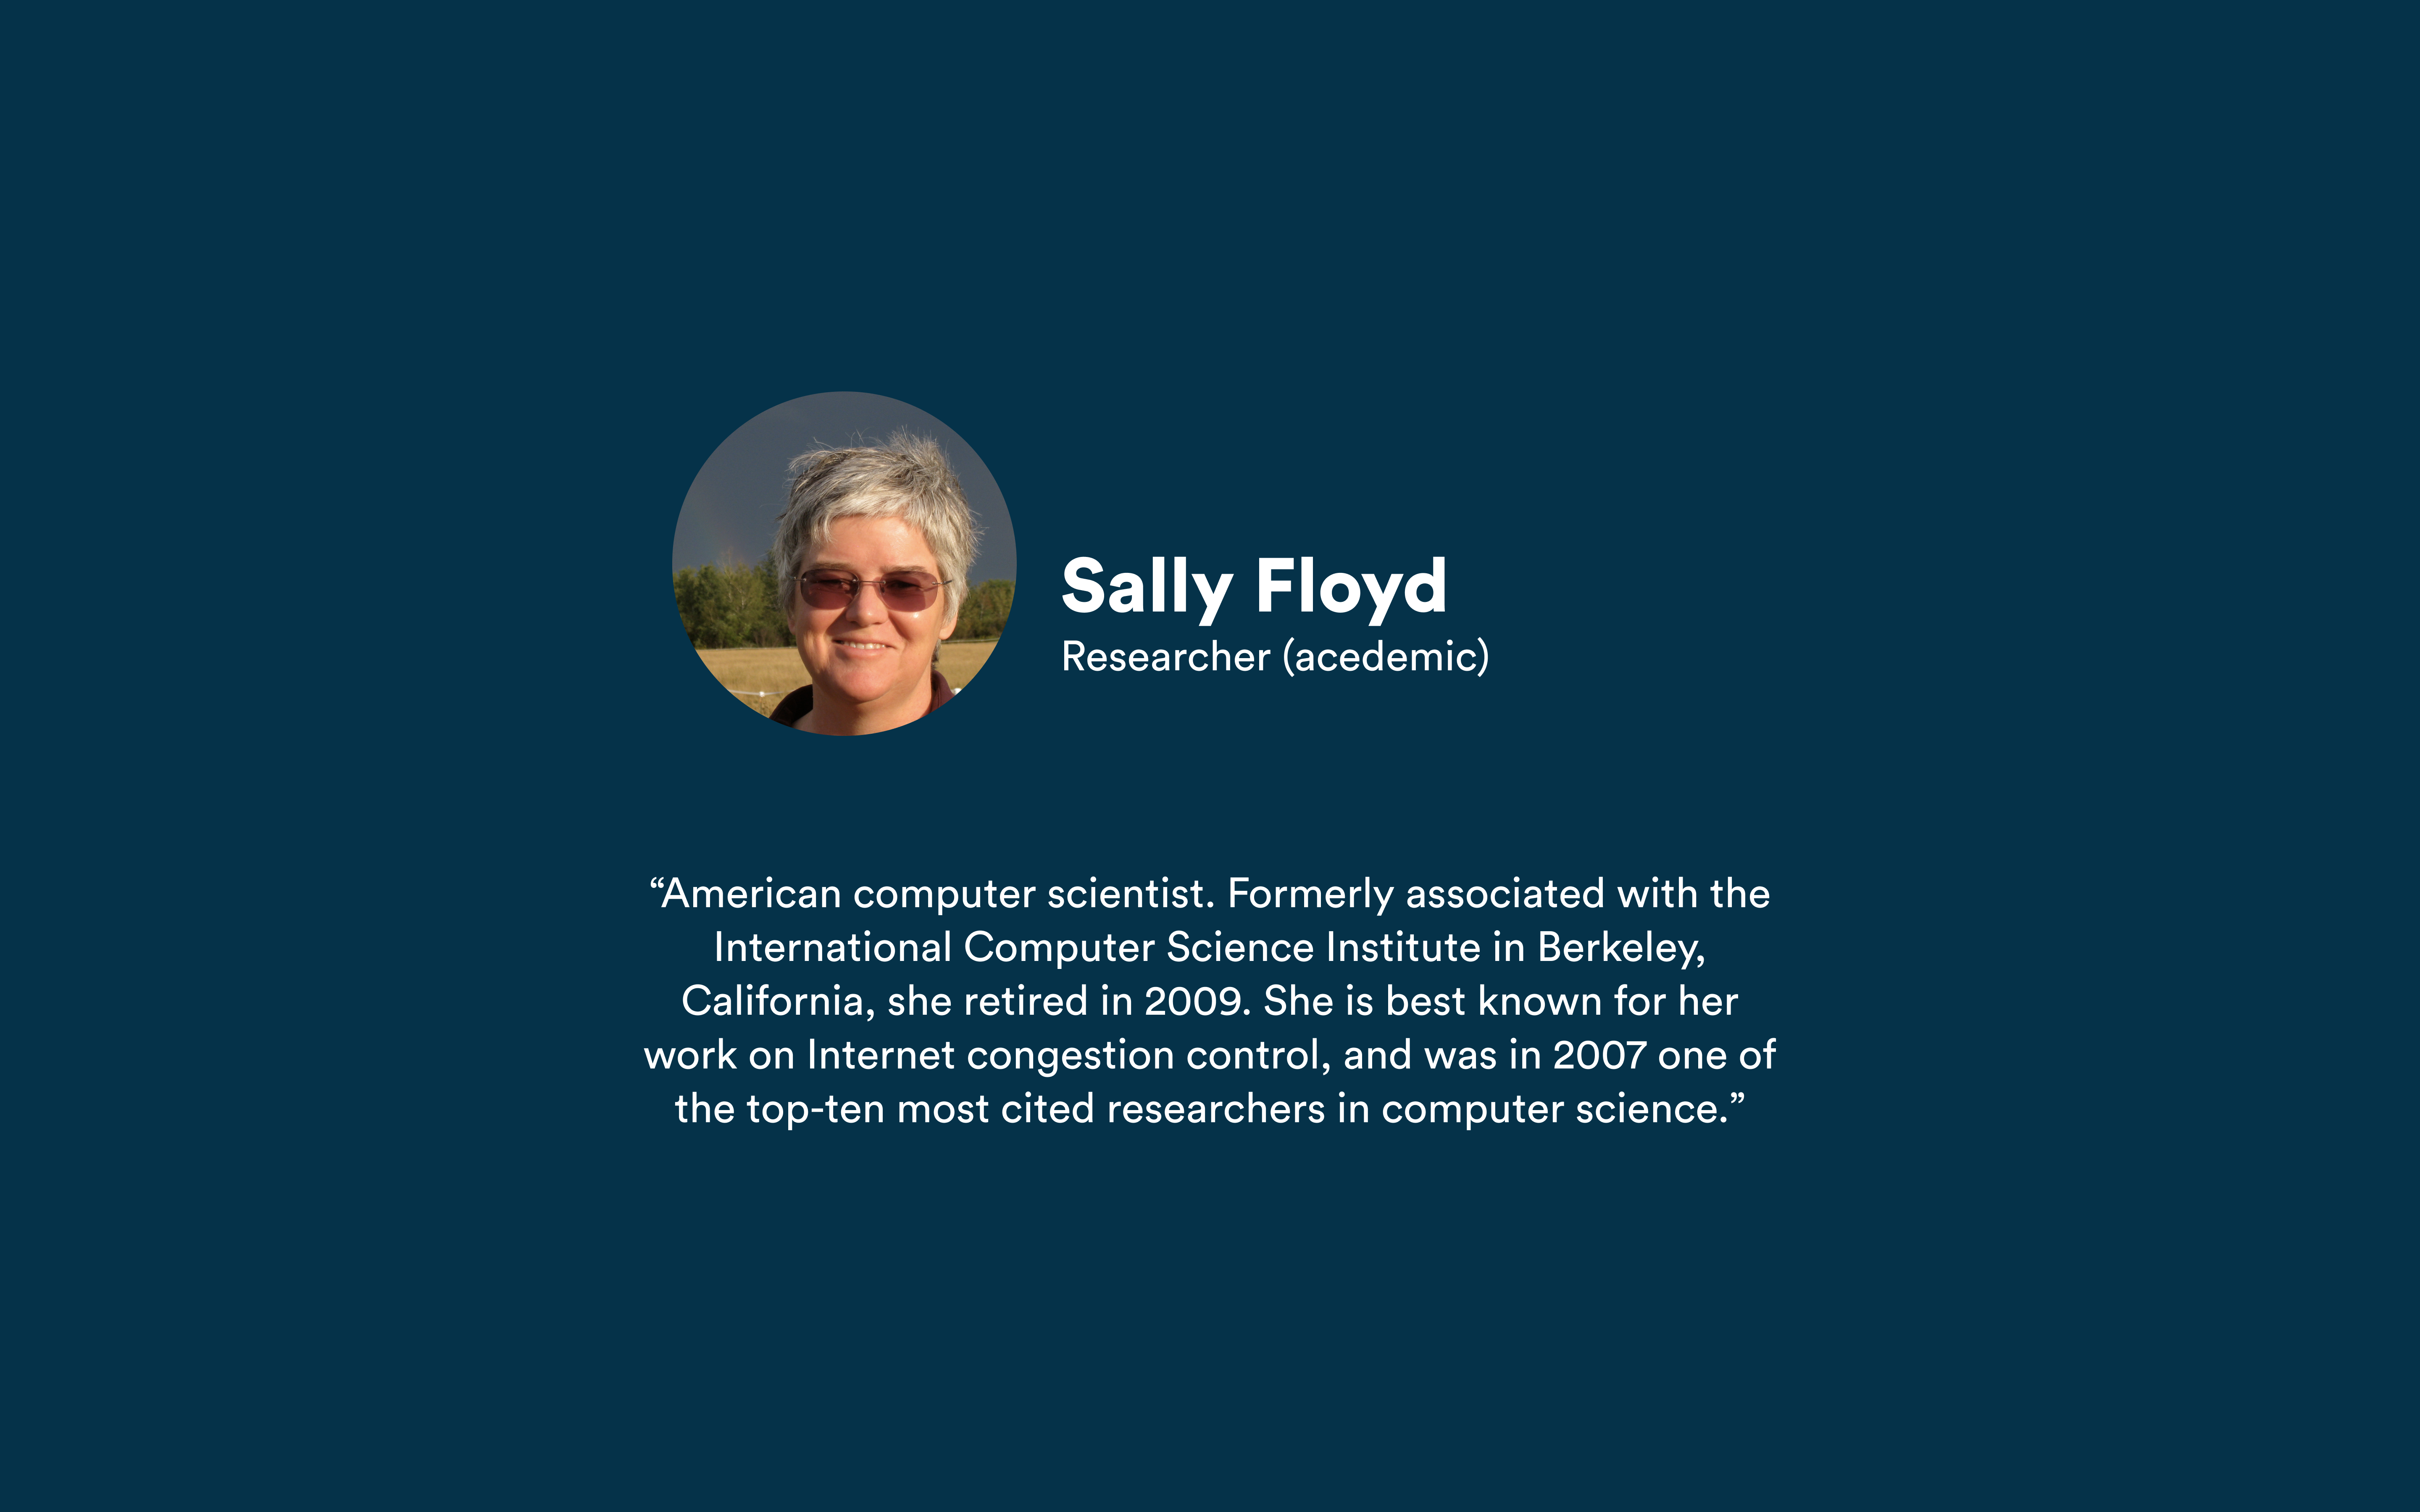 Sally Floyd
Researcher (acedemic)
“American computer scientist. Formerly associated with the
International Computer Science Institute in Berkeley,
California, she retired in 2009. She is best known for her
work on Internet congestion control, and was in 2007 one of
the top-ten most cited researchers in computer science.”